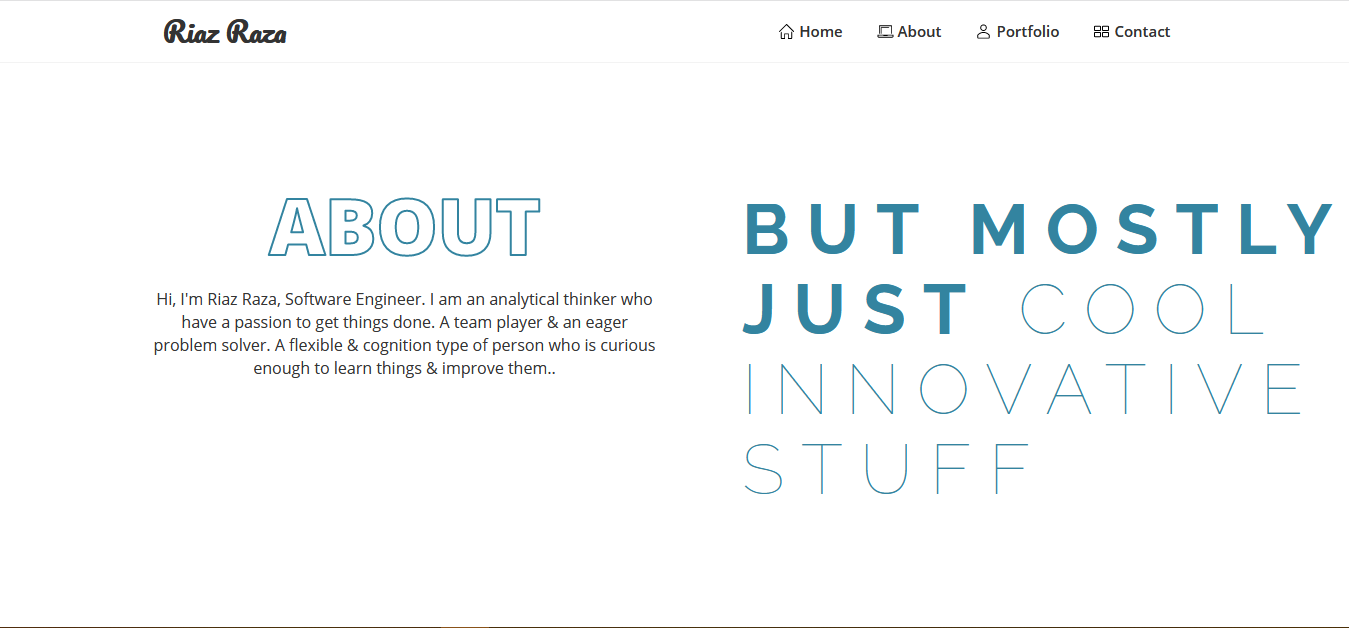 Riaz Raza
Home About Portfolio Contact
ABOUT
Hi, I'm Riaz Raza, Software Engineer. I am an analytical thinker who
have a passion to get things done. A team player & an eager
problem solver. A flexible & cognition type of person who is curious
enough to learn things & improve them..
BUT MOSTLY
JUST COOL
INNOVATIVE
STUFF